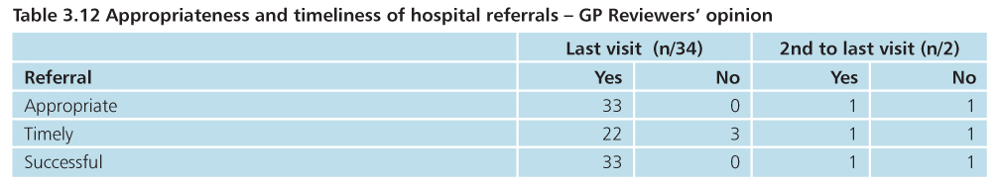 Table 3.12 Appropriateness and timeliness of hospital referrals – GP Reviewers’ opinion
Last visit (n/34) 2nd to last visit (n/2)
Referral Yes No Yes No
Appropriate 33 0 1 1
Timely 22 3 1 1
Successful 33 0 1 1